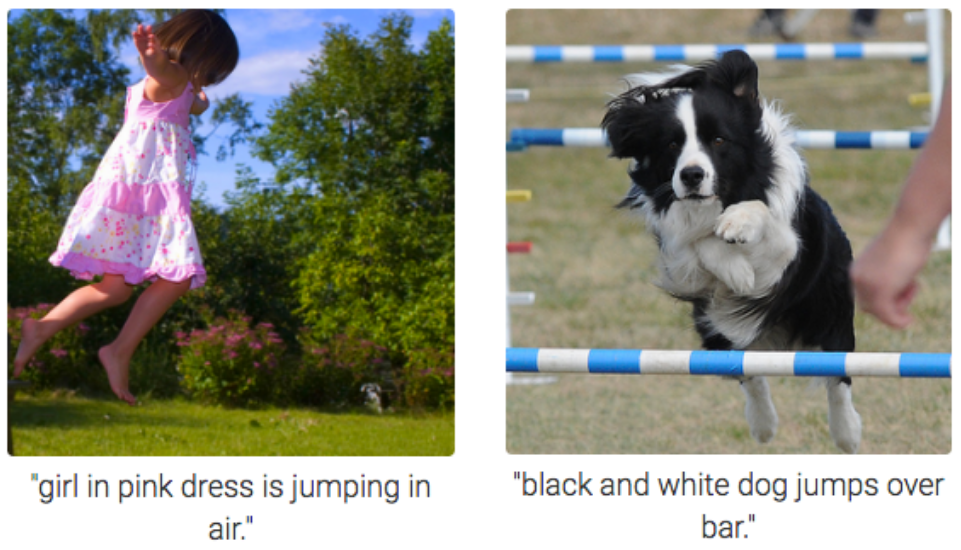 "girl in pink dress is jumping in
air."
"black and white dog jumps over
bar."